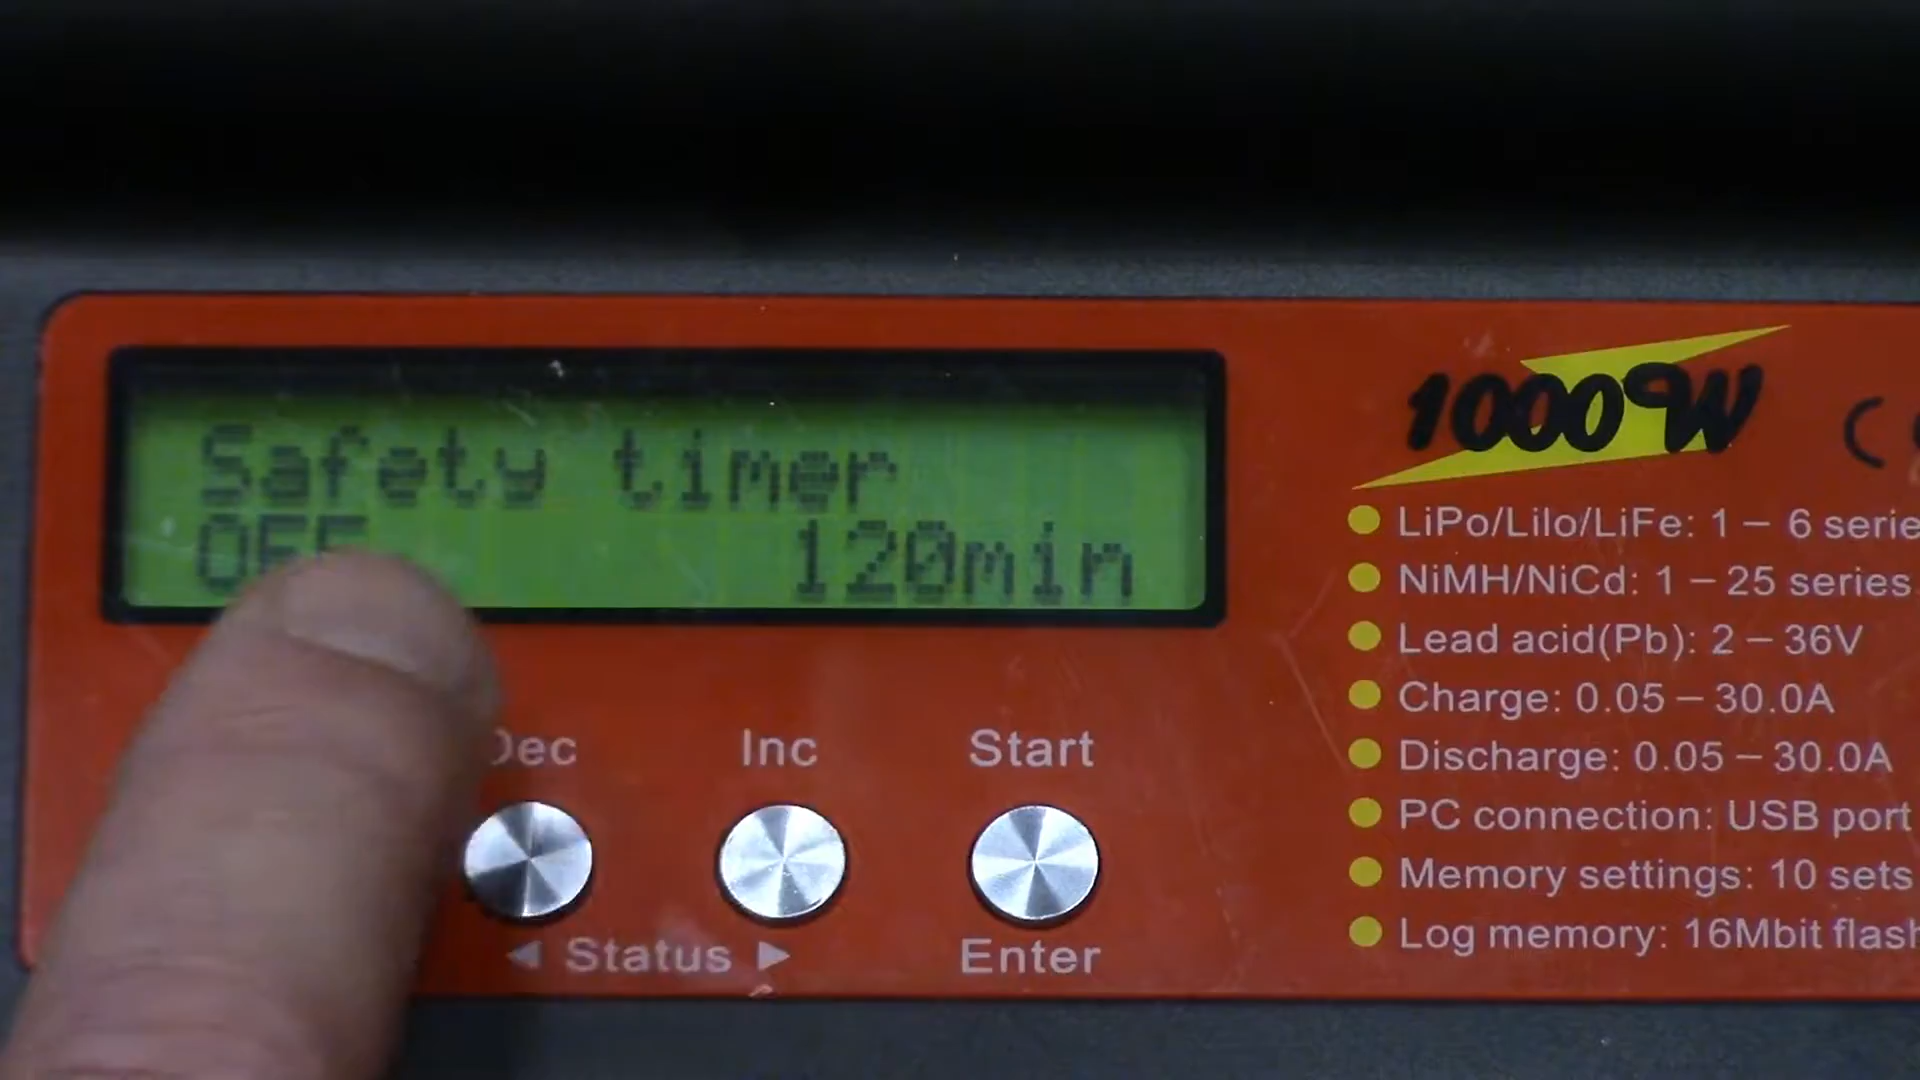 Safety timer
OFF 120min
Dec Inc Start
◀ Status ▶ Enter
1000W
LiPo/LiIo/LiFe: 1 – 6 serie
NiMH/NiCd: 1 – 25 series
Lead acid(Pb): 2 – 36V
Charge: 0.05 – 30.0A
Discharge: 0.05 – 30.0A
PC connection: USB port
Memory settings: 10 sets
Log memory: 16Mbit flash